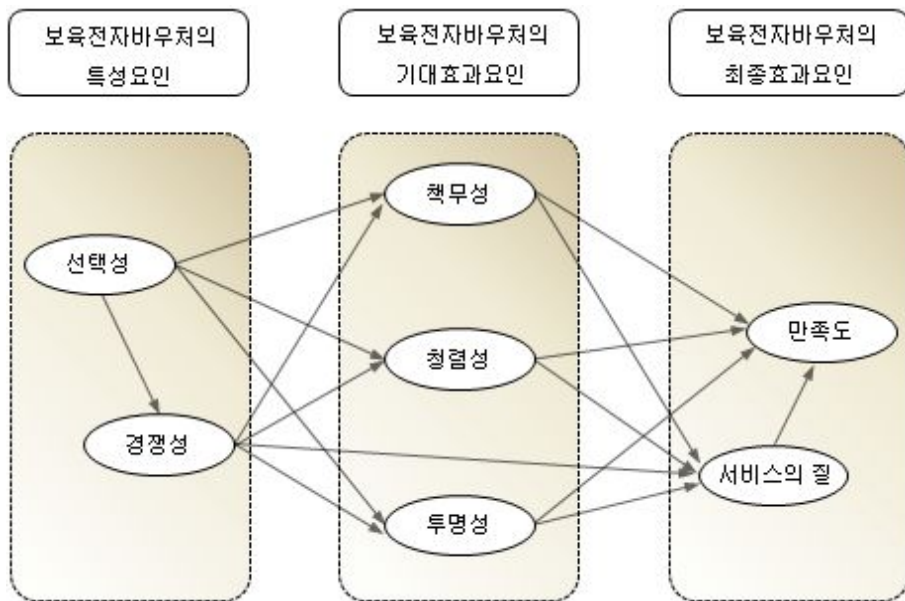 보육전자바우처의
특성요인
보육전자바우처의
기대효과요인
보육전자바우처의
최종효과요인
책무성
선택성
만족도
청렴성
경쟁성
서비스의 질
투명성